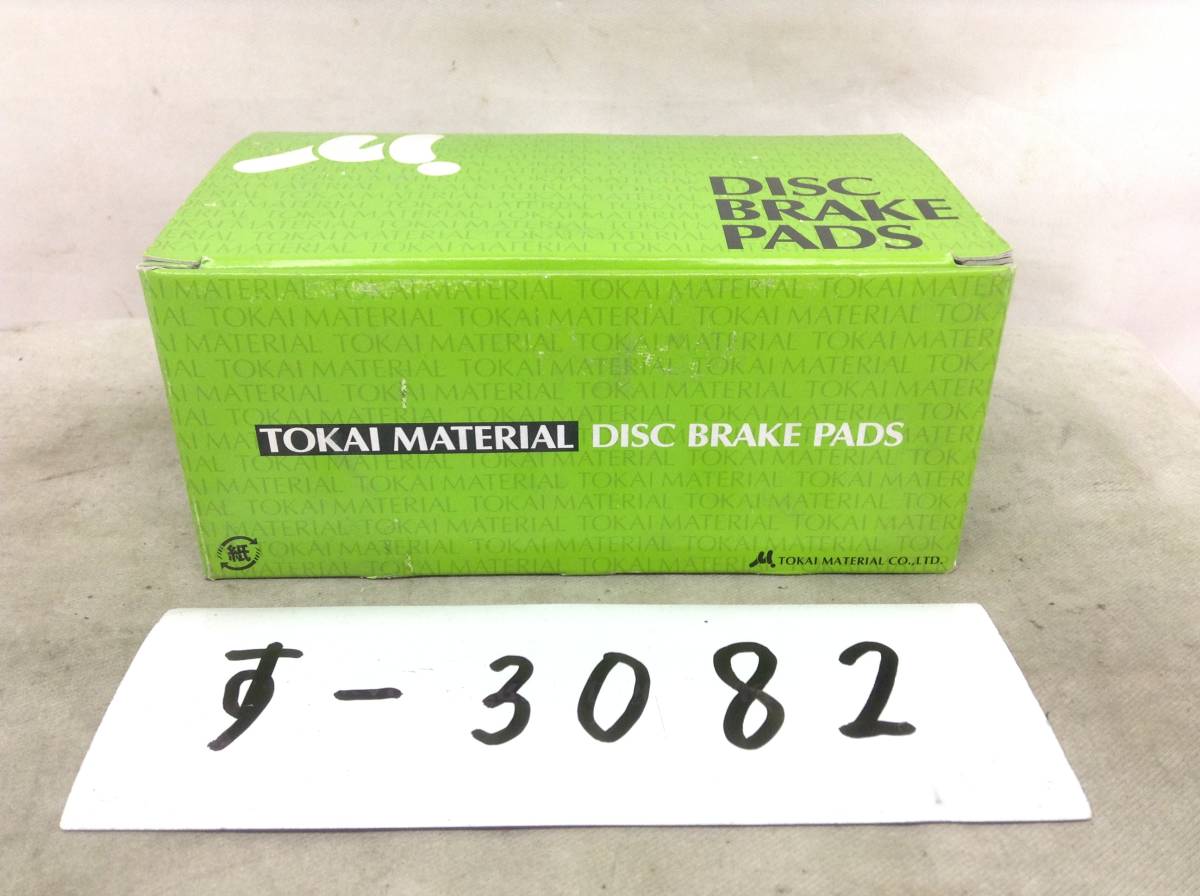 DISC
BRAKE
PADS
TOKAI MATERIAL DISC BRAKE PADS
紙
TOKAI MATERIAL CO.,LTD.
す-3082